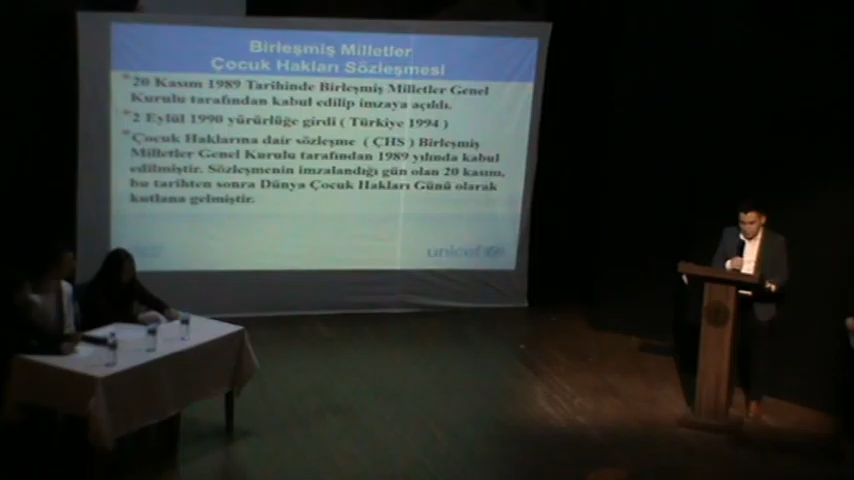 Birleşmiş Milletler
Çocuk Hakları Sözleşmesi
20 Kasım 1989 Tarihinde Birleşmiş Milletler Genel
Kurulu tarafından kabul edilip imzaya açıldı.
2 Eylül 1990 yürürlüğe girdi ( Türkiye 1994 )
Çocuk Haklarına dair sözleşme ( ÇHS ) Birleşmiş
Milletler Genel Kurulu tarafından 1989 yılında kabul
edilmiştir. Sözleşmenin imzalandığı gün olan 20 kasım,
bu tarihten sonra Dünya Çocuk Hakları Günü olarak
kutlana gelmiştir.
unicef